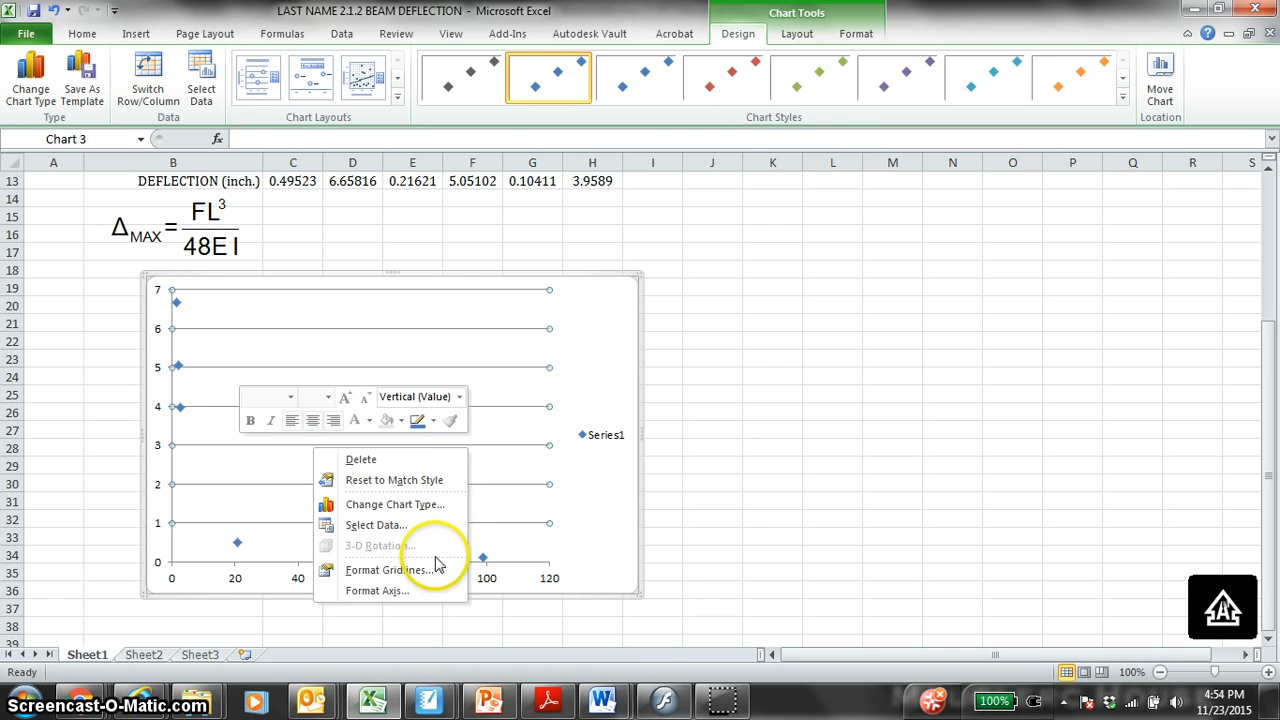 LAST NAME 2.1.2 BEAM DEFLECTION - Microsoft Excel
Chart Tools
File Home Insert Page Layout Formulas Data Review View Add-Ins Autodesk Vault Acrobat Design Layout Format
Change Chart Type
Save As Template
Switch Row/Column
Select Data
Move Chart
Type Data Chart Layouts Chart Styles Location
Chart 3 fx
A B C D E F G H I J K L M N O P Q R S
13 DEFLECTION (inch.) 0.49523 6.65816 0.21621 5.05102 0.10411 3.9589
14
15
16
17
Δ MAX = FL³ / 48E I
18
19
20
21
22
23
24
25
26
27
28
29
30
31
32
33
34
35
36
37
38
39
7
6
5
4
3
2
1
0
0 20 40 100 120
Series1
Vertical (Value)
B I A
Delete
Reset to Match Style
Change Chart Type...
Select Data...
3-D Rotation...
Format Gridlines...
Format Axis...
Sheet1 Sheet2 Sheet3
Ready 100%
100% 4:54 PM
11/23/2015
Screencast-O-Matic.com